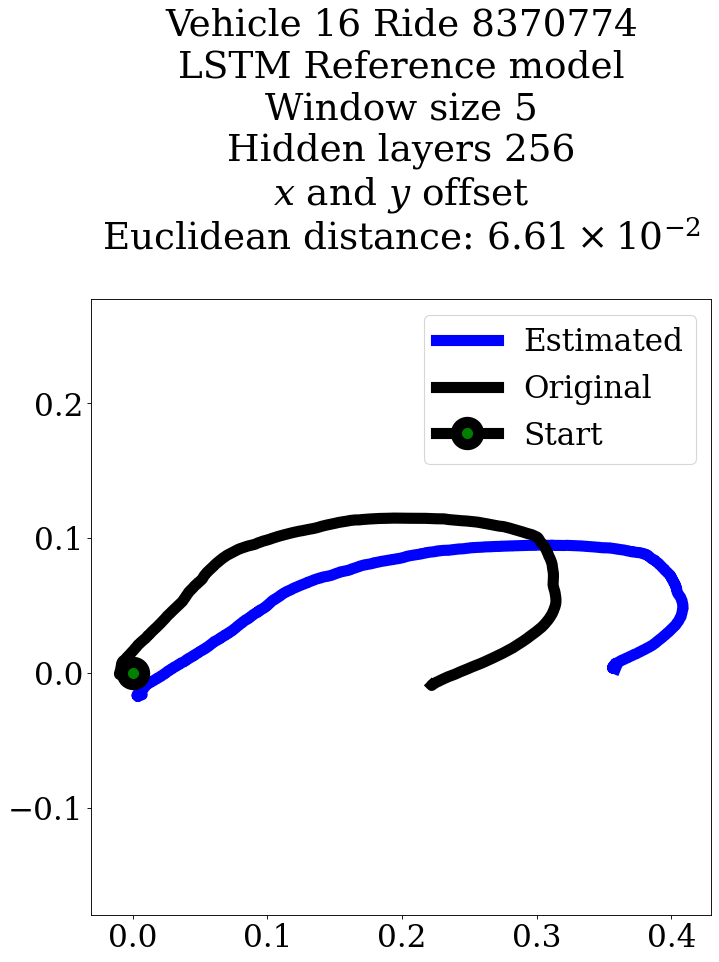 Vehicle 16 Ride 8370774
LSTM Reference model
Window size 5
Hidden layers 256
x and y offset
Euclidean distance: 6.61 × 10⁻²
Estimated
Original
Start
0.2
0.1
0.0
−0.1
0.0 0.1 0.2 0.3 0.4